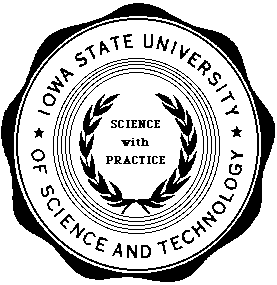 IOWA STATE UNIVERSITY
OF SCIENCE AND TECHNOLOGY
SCIENCE
with
PRACTICE